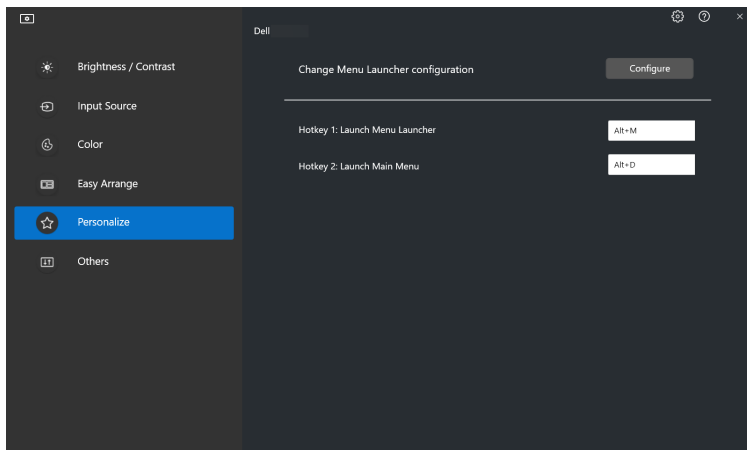 Dell
Brightness / Contrast
Input Source
Color
Easy Arrange
Personalize
Others
Change Menu Launcher configuration
Configure
Hotkey 1: Launch Menu Launcher
Alt+M
Hotkey 2: Launch Main Menu
Alt+D